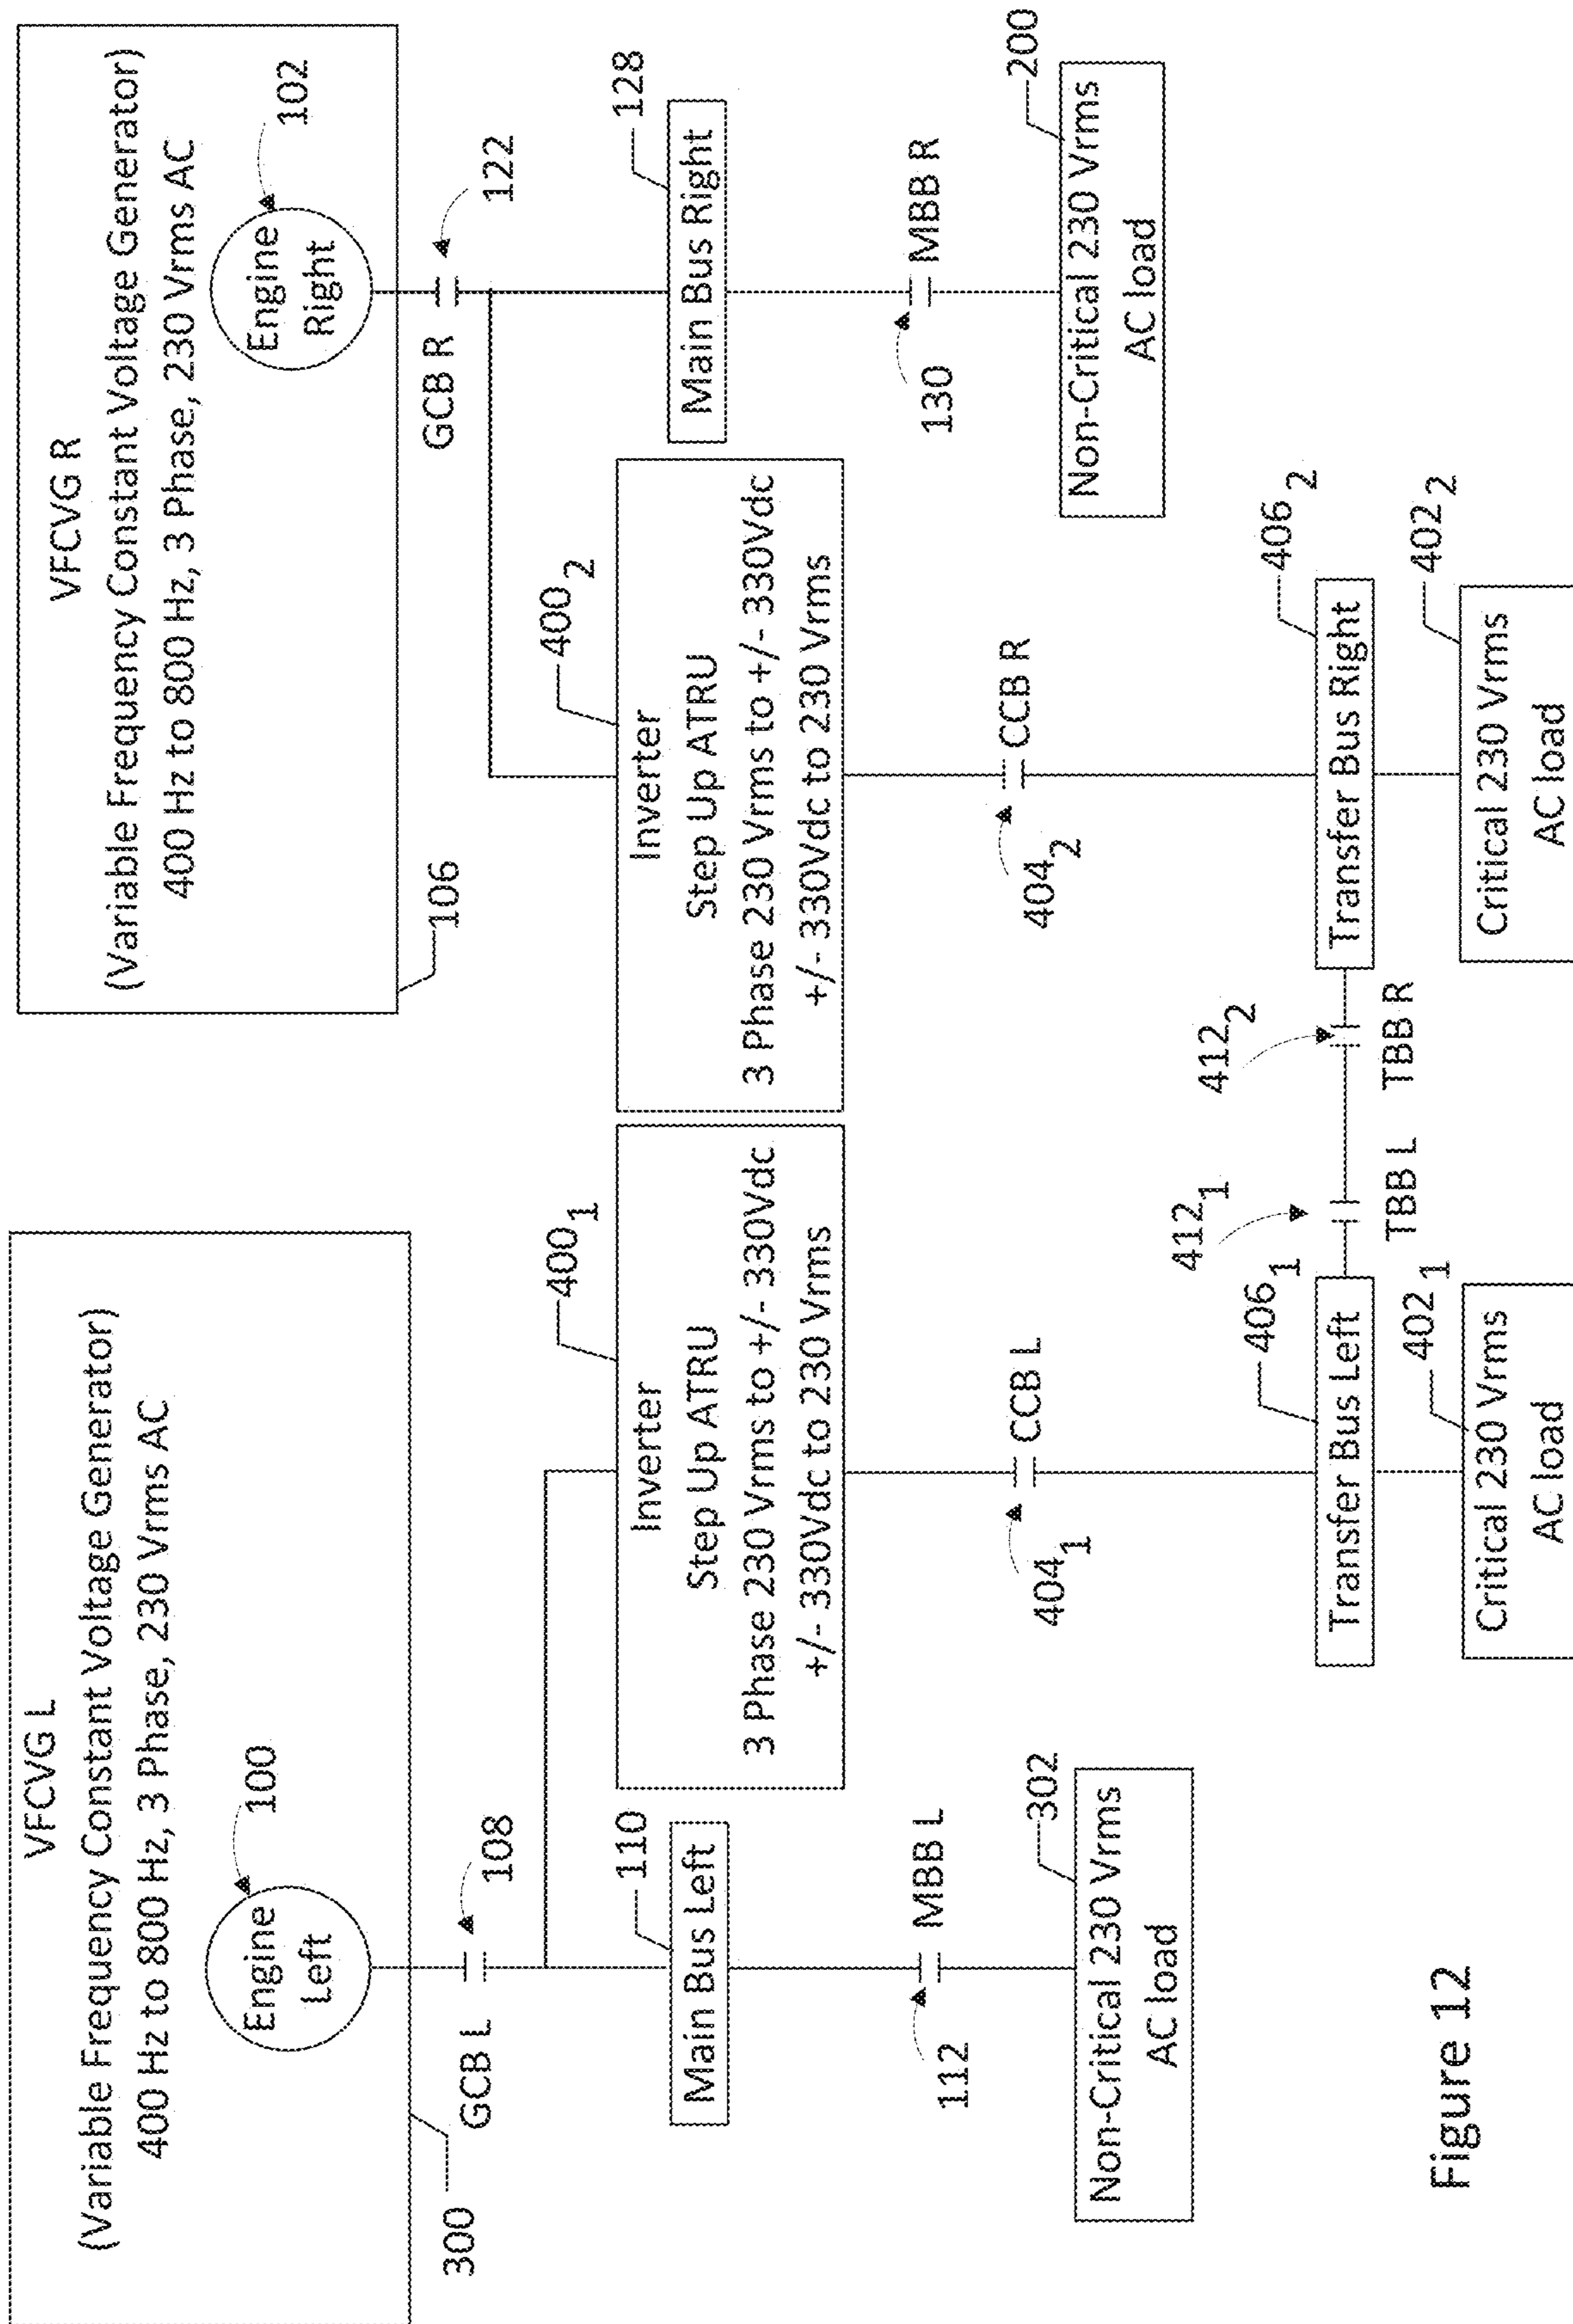 VFCVG L
(Variable Frequency Constant Voltage Generator)
400 Hz to 800 Hz, 3 Phase, 230 Vrms AC
Engine
Left
100
300
GCB L
108
Main Bus Left
110
MBB L
112
Non-Critical 230 Vrms
AC load
302
400 1
Inverter
Step Up ATRU
3 Phase 230 Vrms to +/- 330Vdc
+/- 330Vdc to 230 Vrms
CCB L
404 1
Transfer Bus Left
406 1
Critical 230 Vrms
AC load
402 1
412 1
TBB L
412 2
TBB R
VFCVG R
(Variable Frequency Constant Voltage Generator)
400 Hz to 800 Hz, 3 Phase, 230 Vrms AC
Engine
Right
102
106
GCB R
122
400 2
Inverter
Step Up ATRU
3 Phase 230 Vrms to +/- 330Vdc
+/- 330Vdc to 230 Vrms
Main Bus Right
128
MBB R
130
Non-Critical 230 Vrms
AC load
200
CCB R
404 2
Transfer Bus Right
406 2
Critical 230 Vrms
AC load
402 2
Figure 12